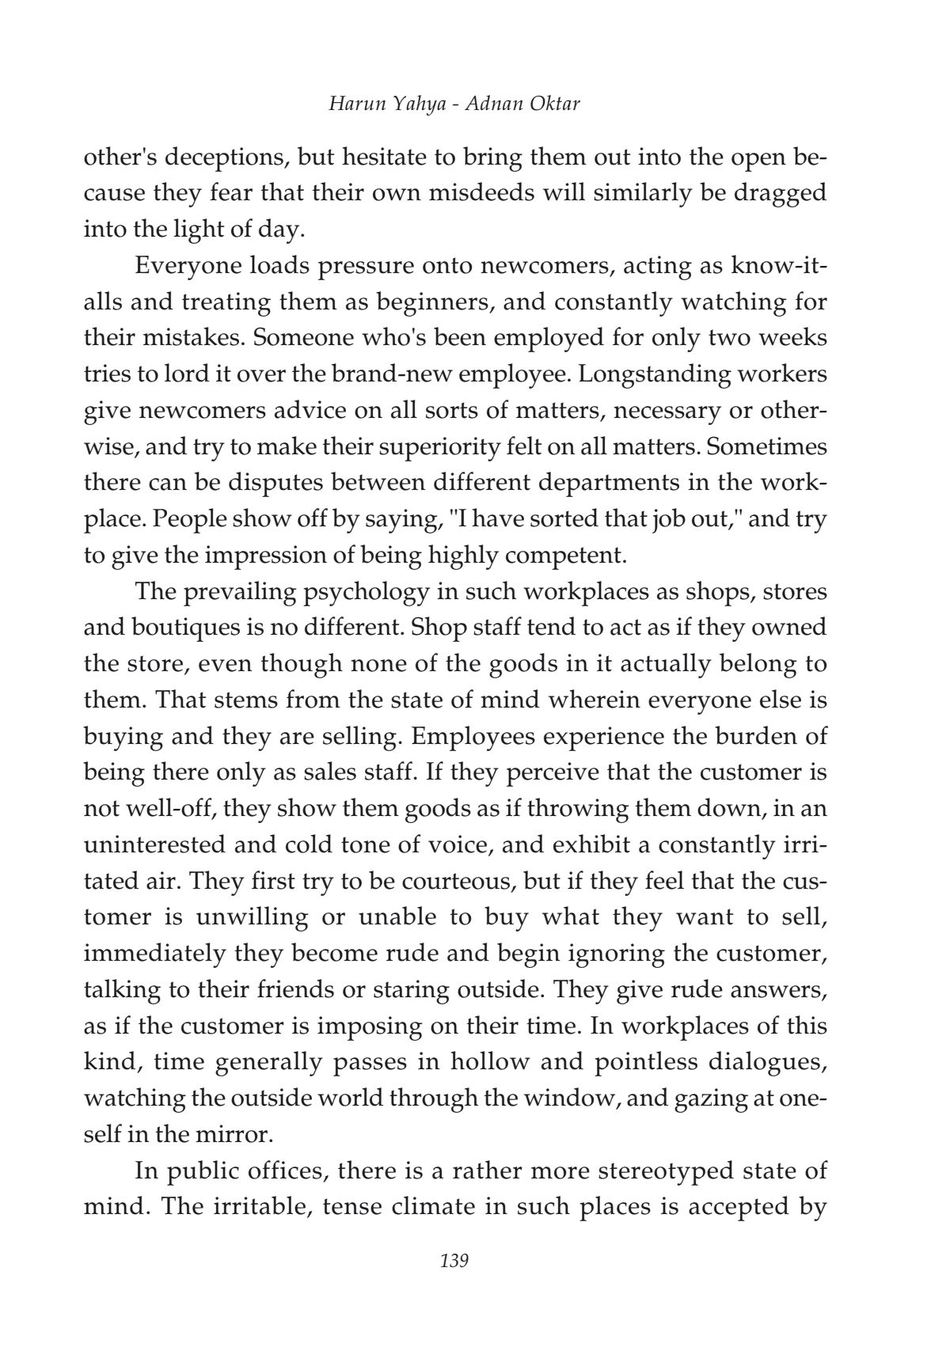 Harun Yahya - Adnan Oktar
other's deceptions, but hesitate to bring them out into the open be-
cause they fear that their own misdeeds will similarly be dragged
into the light of day.
Everyone loads pressure onto newcomers, acting as know-it-
alls and treating them as beginners, and constantly watching for
their mistakes. Someone who's been employed for only two weeks
tries to lord it over the brand-new employee. Longstanding workers
give newcomers advice on all sorts of matters, necessary or other-
wise, and try to make their superiority felt on all matters. Sometimes
there can be disputes between different departments in the work-
place. People show off by saying, "I have sorted that job out," and try
to give the impression of being highly competent.
The prevailing psychology in such workplaces as shops, stores
and boutiques is no different. Shop staff tend to act as if they owned
the store, even though none of the goods in it actually belong to
them. That stems from the state of mind wherein everyone else is
buying and they are selling. Employees experience the burden of
being there only as sales staff. If they perceive that the customer is
not well-off, they show them goods as if throwing them down, in an
uninterested and cold tone of voice, and exhibit a constantly irri-
tated air. They first try to be courteous, but if they feel that the cus-
tomer is unwilling or unable to buy what they want to sell,
immediately they become rude and begin ignoring the customer,
talking to their friends or staring outside. They give rude answers,
as if the customer is imposing on their time. In workplaces of this
kind, time generally passes in hollow and pointless dialogues,
watching the outside world through the window, and gazing at one-
self in the mirror.
In public offices, there is a rather more stereotyped state of
mind. The irritable, tense climate in such places is accepted by
139